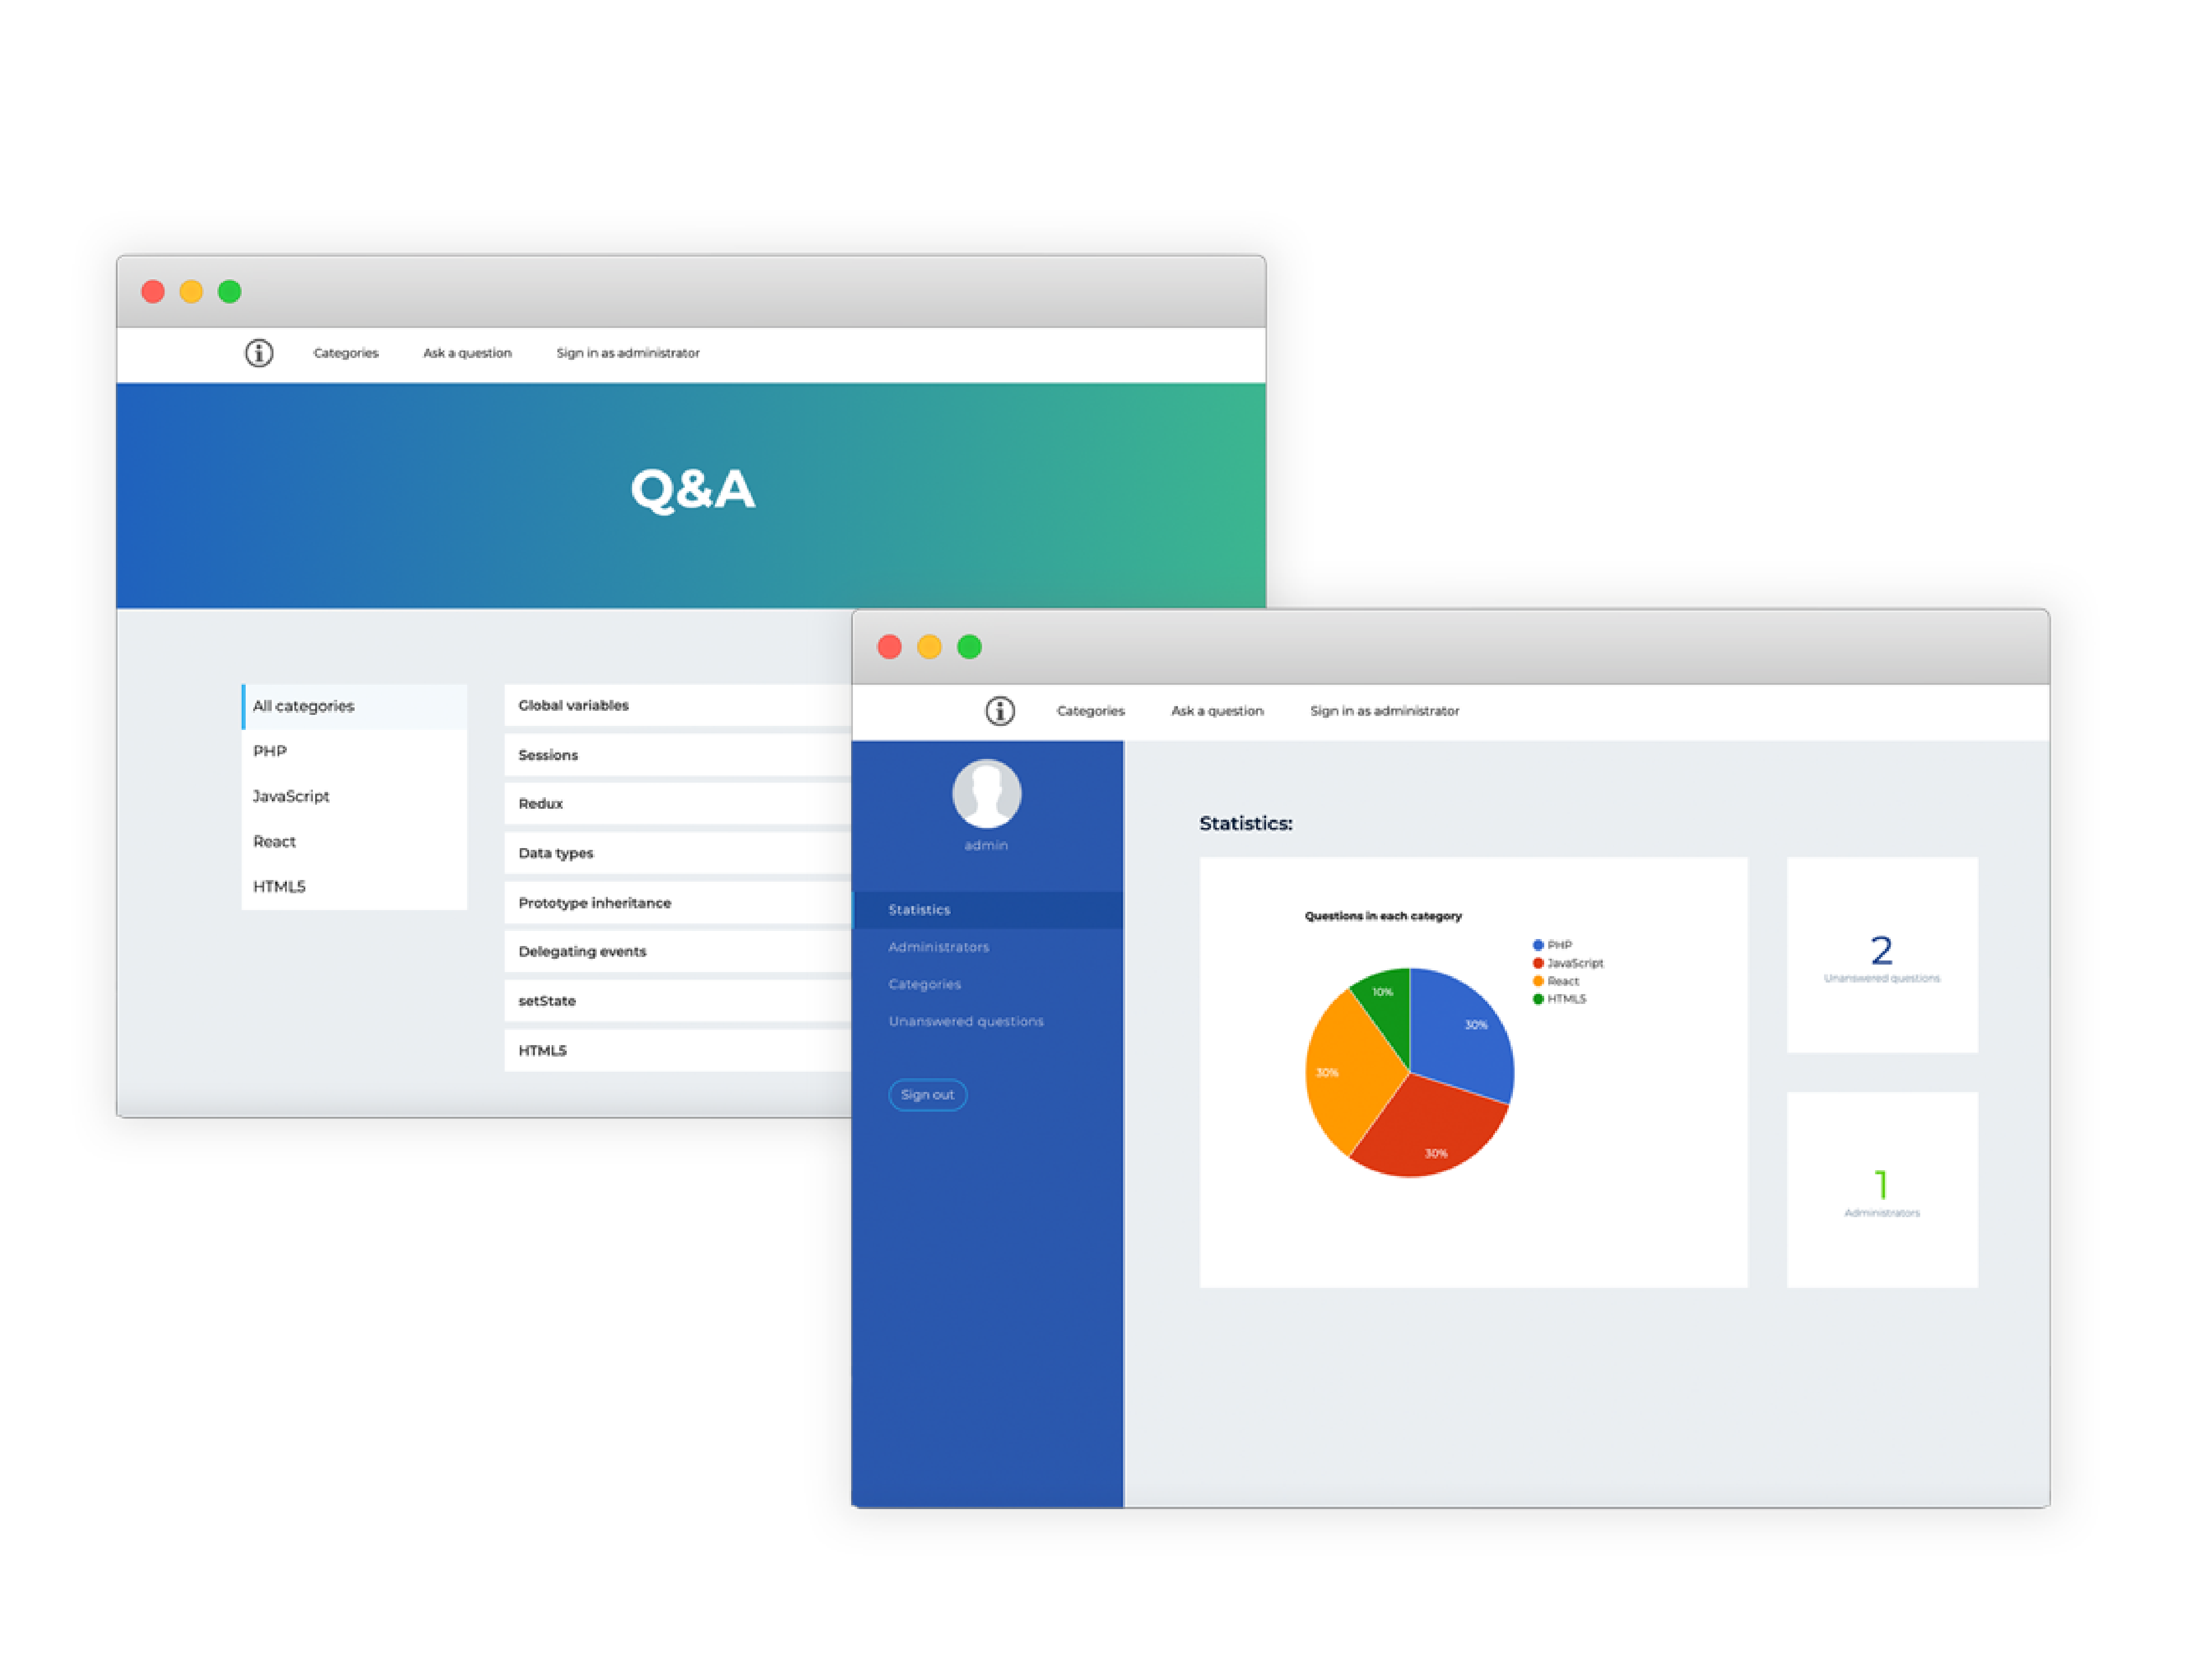 Categories Ask a question Sign in as administrator
Q&A
All categories
PHP
JavaScript
React
HTML5
Global variables
Sessions
Redux
Data types
Prototype inheritance
Delegating events
setState
HTML5
Categories Ask a question Sign in as administrator
admin
Statistics
Administrators
Categories
Unanswered questions
Sign out
Statistics:
Questions in each category
PHP
JavaScript
React
HTML5
10%
30%
30%
30%
2
Unanswered questions
1
Administrators